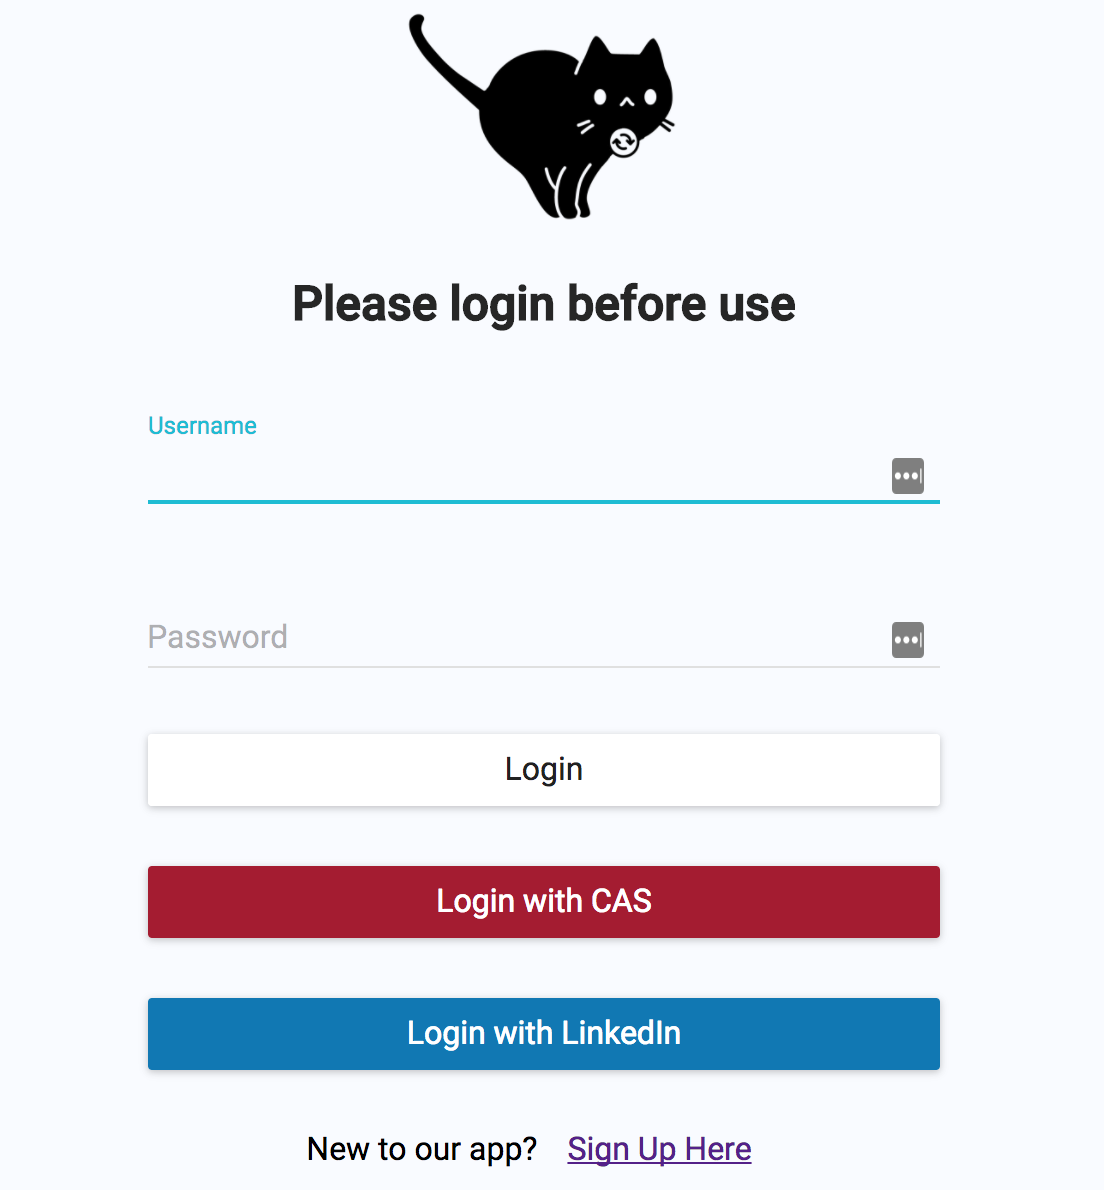 Please login before use
Username
Password
Login
Login with CAS
Login with LinkedIn
New to our app? Sign Up Here